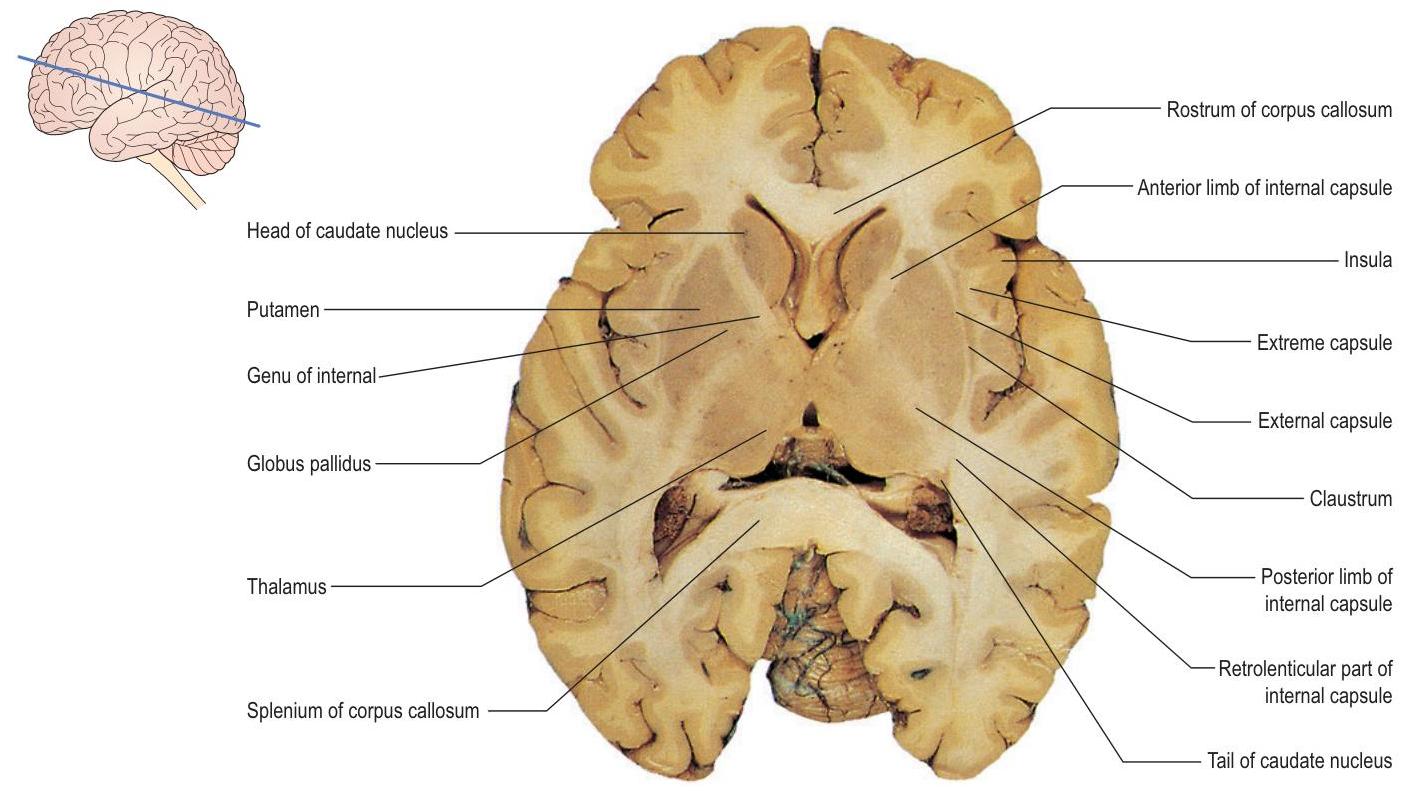 Head of caudate nucleus
Putamen
Genu of internal
Globus pallidus
Thalamus
Splenium of corpus callosum
Rostrum of corpus callosum
Anterior limb of internal capsule
Insula
Extreme capsule
External capsule
Claustrum
Posterior limb of
internal capsule
Retrolenticular part of
internal capsule
Tail of caudate nucleus